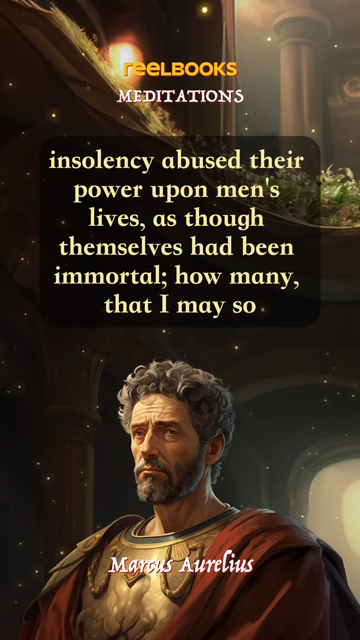 reelBOOKS
MEDITATIONS
insolency abused their
power upon men's
lives, as though
themselves had been
immortal; how many,
that I may so
Marcus Aurelius